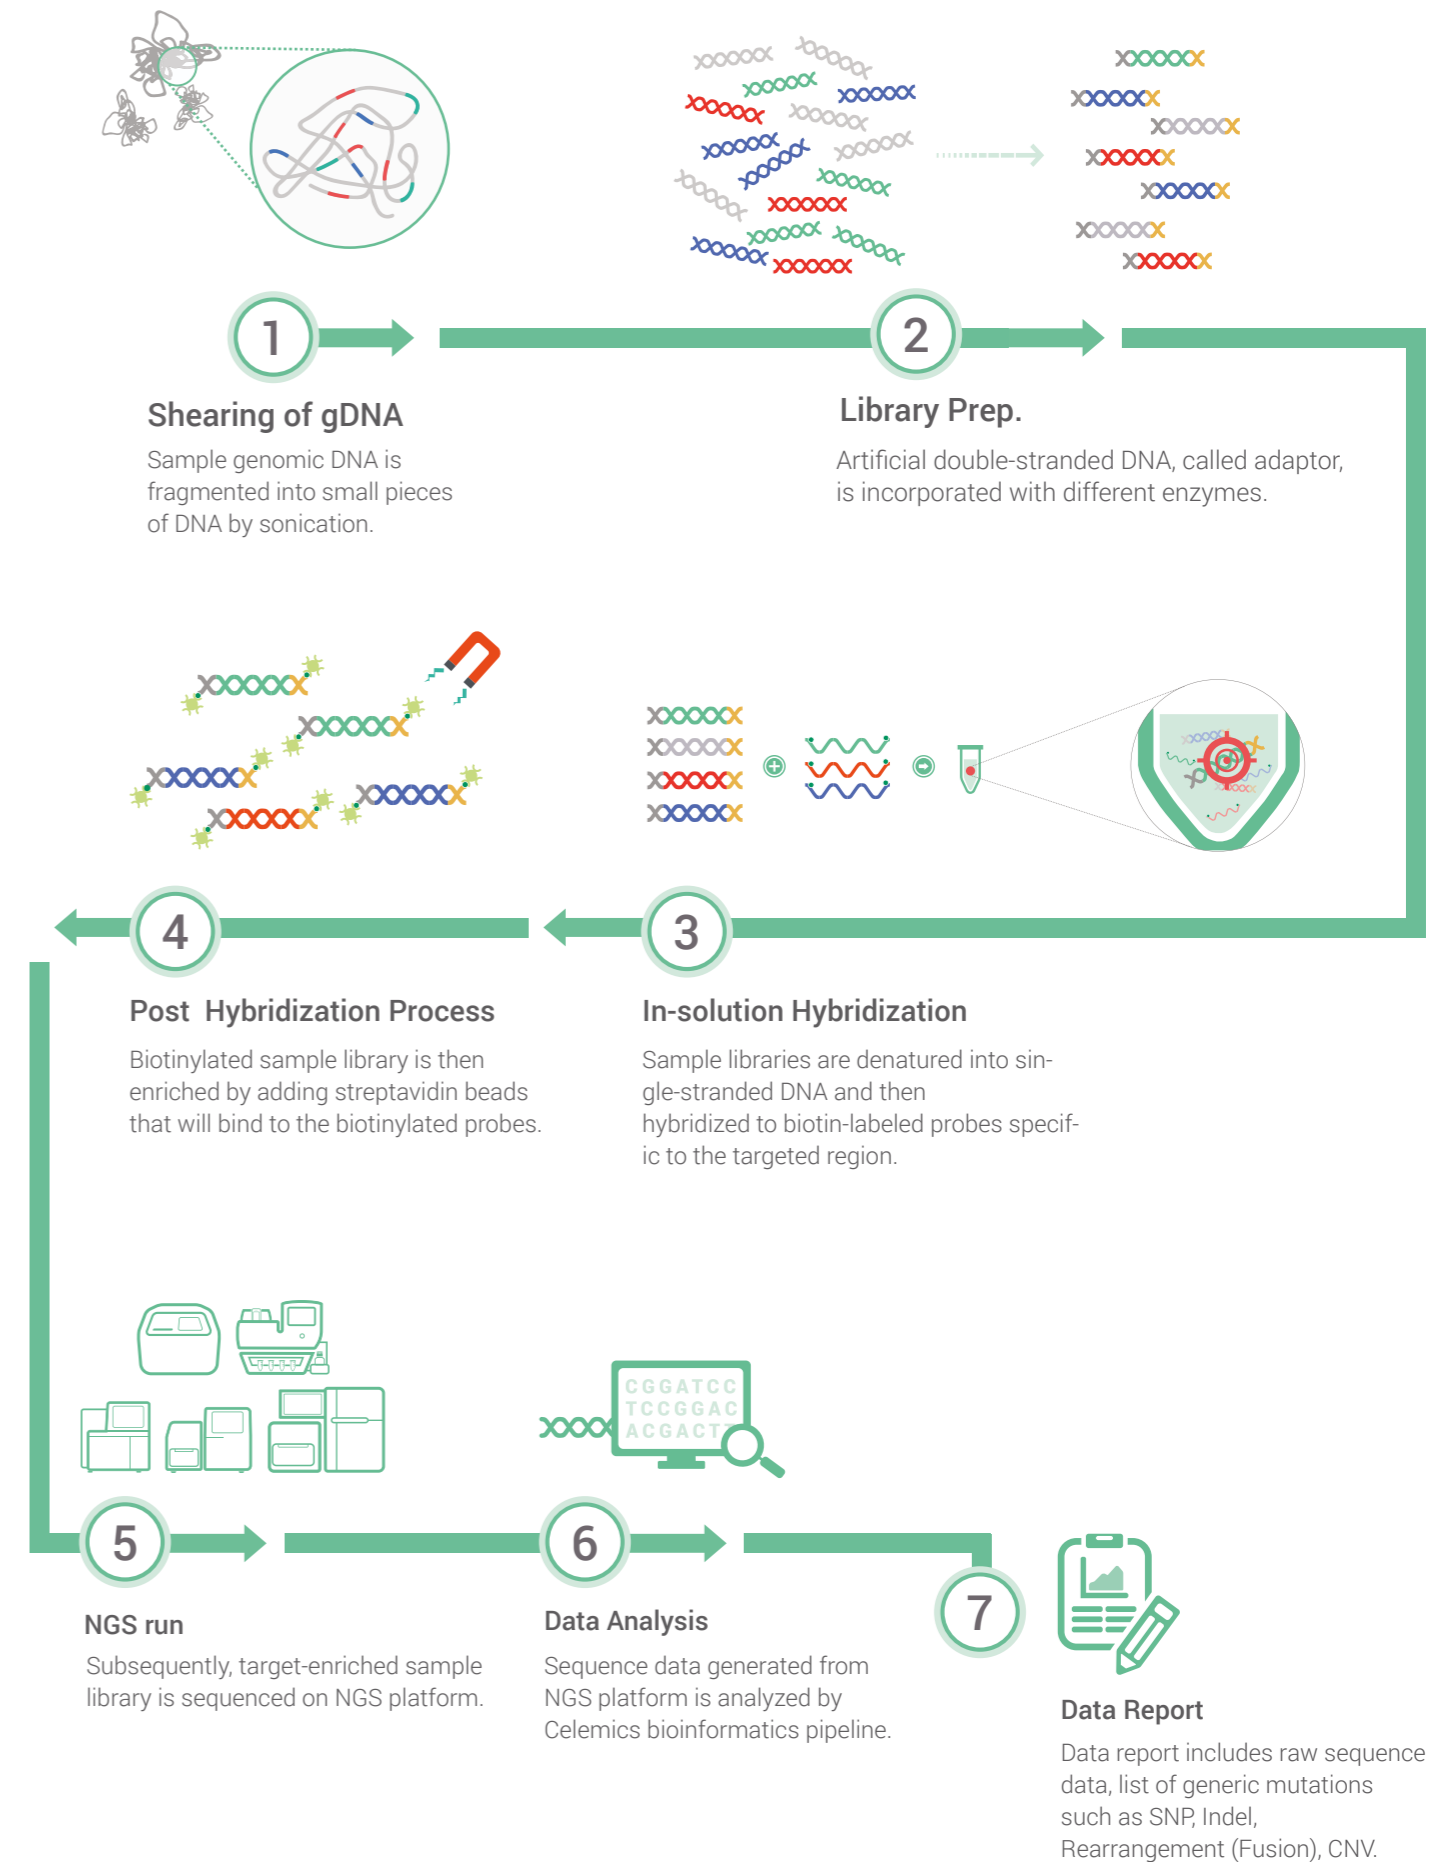 1
2
Shearing of gDNA
Sample genomic DNA is
fragmented into small pieces
of DNA by sonication.
Library Prep.
Artificial double-stranded DNA, called adaptor,
is incorporated with different enzymes.
4
3
Post Hybridization Process
Biotinylated sample library is then
enriched by adding streptavidin beads
that will bind to the biotinylated probes.
In-solution Hybridization
Sample libraries are denatured into sin-
gle-stranded DNA and then
hybridized to biotin-labeled probes specif-
ic to the targeted region.
CGGATCC
TCCGGAC
ACGACTT
5
6
7
NGS run
Subsequently, target-enriched sample
library is sequenced on NGS platform.
Data Analysis
Sequence data generated from
NGS platform is analyzed by
Celemics bioinformatics pipeline.
Data Report
Data report includes raw sequence
data, list of generic mutations
such as SNP, Indel,
Rearrangement (Fusion), CNV.